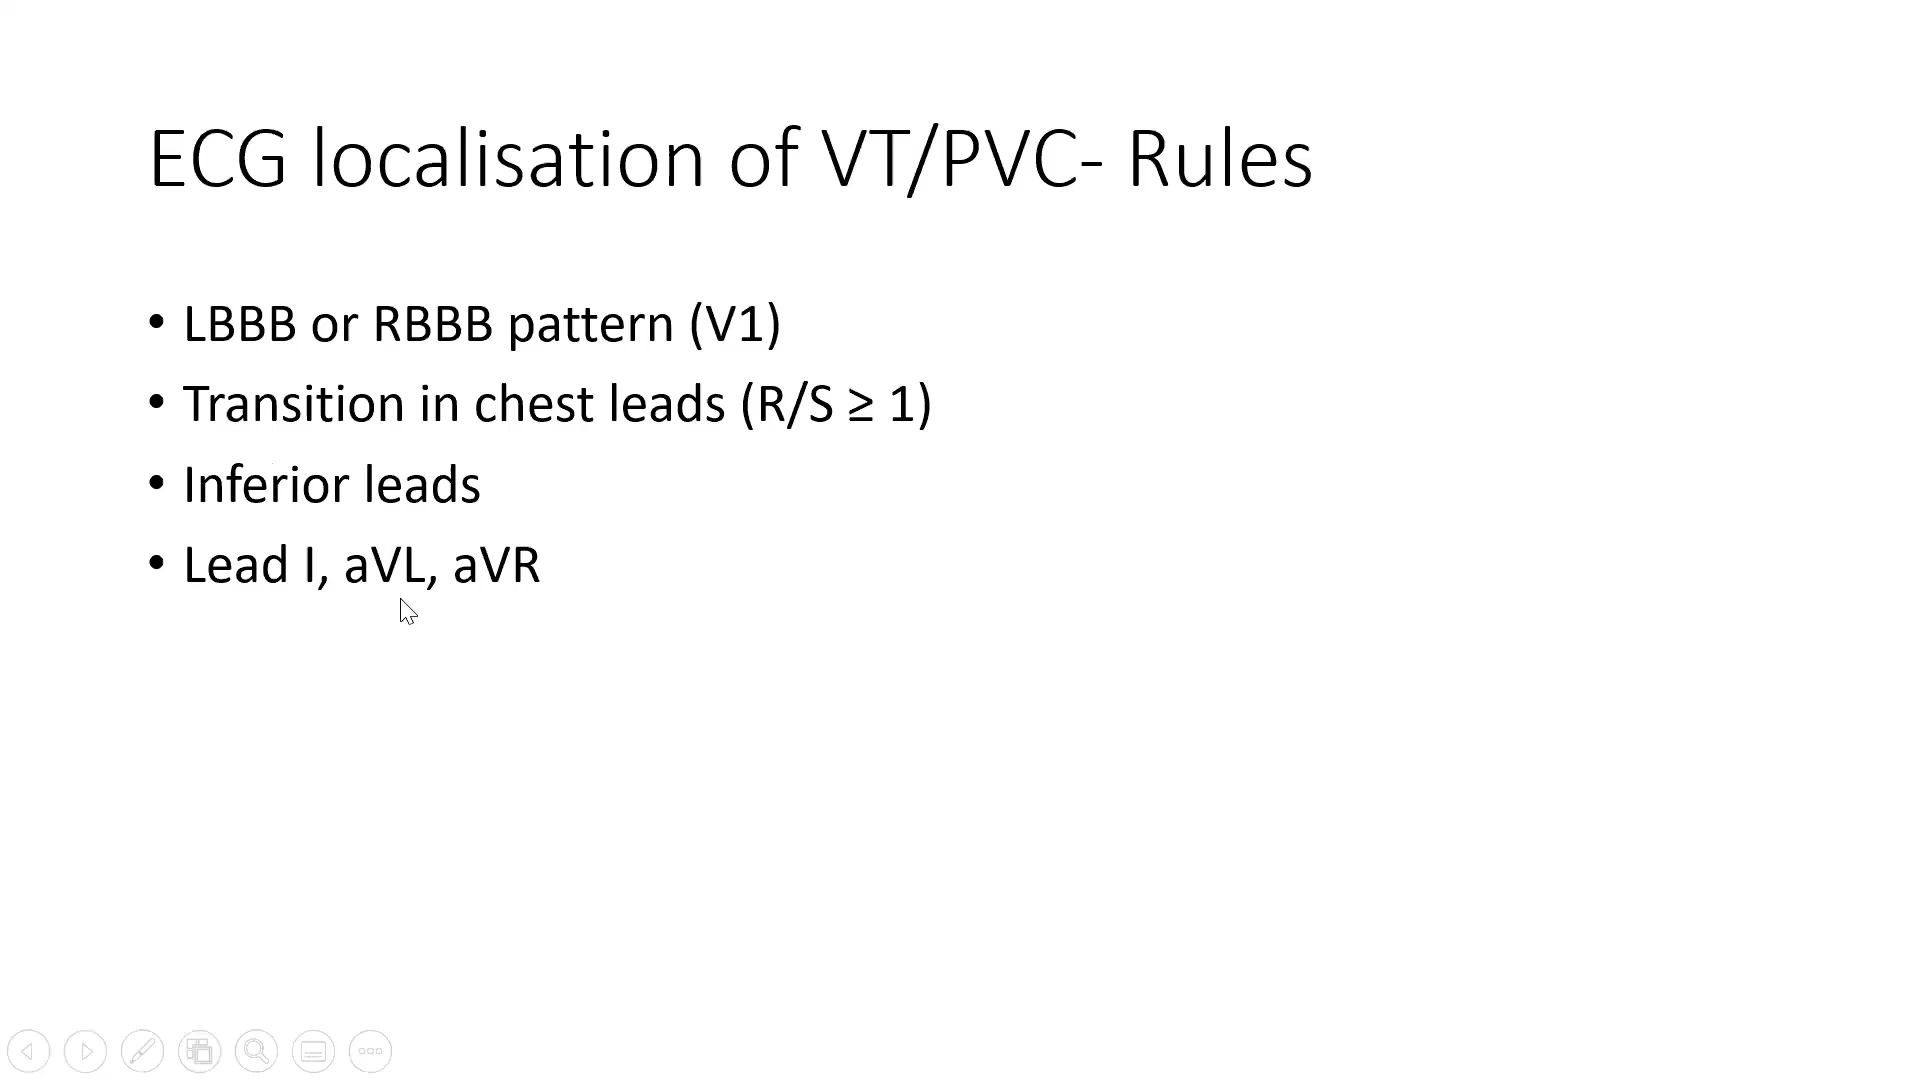 ECG localisation of VT/PVC- Rules
• LBBB or RBBB pattern (V1)
• Transition in chest leads (R/S ≥ 1)
• Inferior leads
• Lead I, aVL, aVR